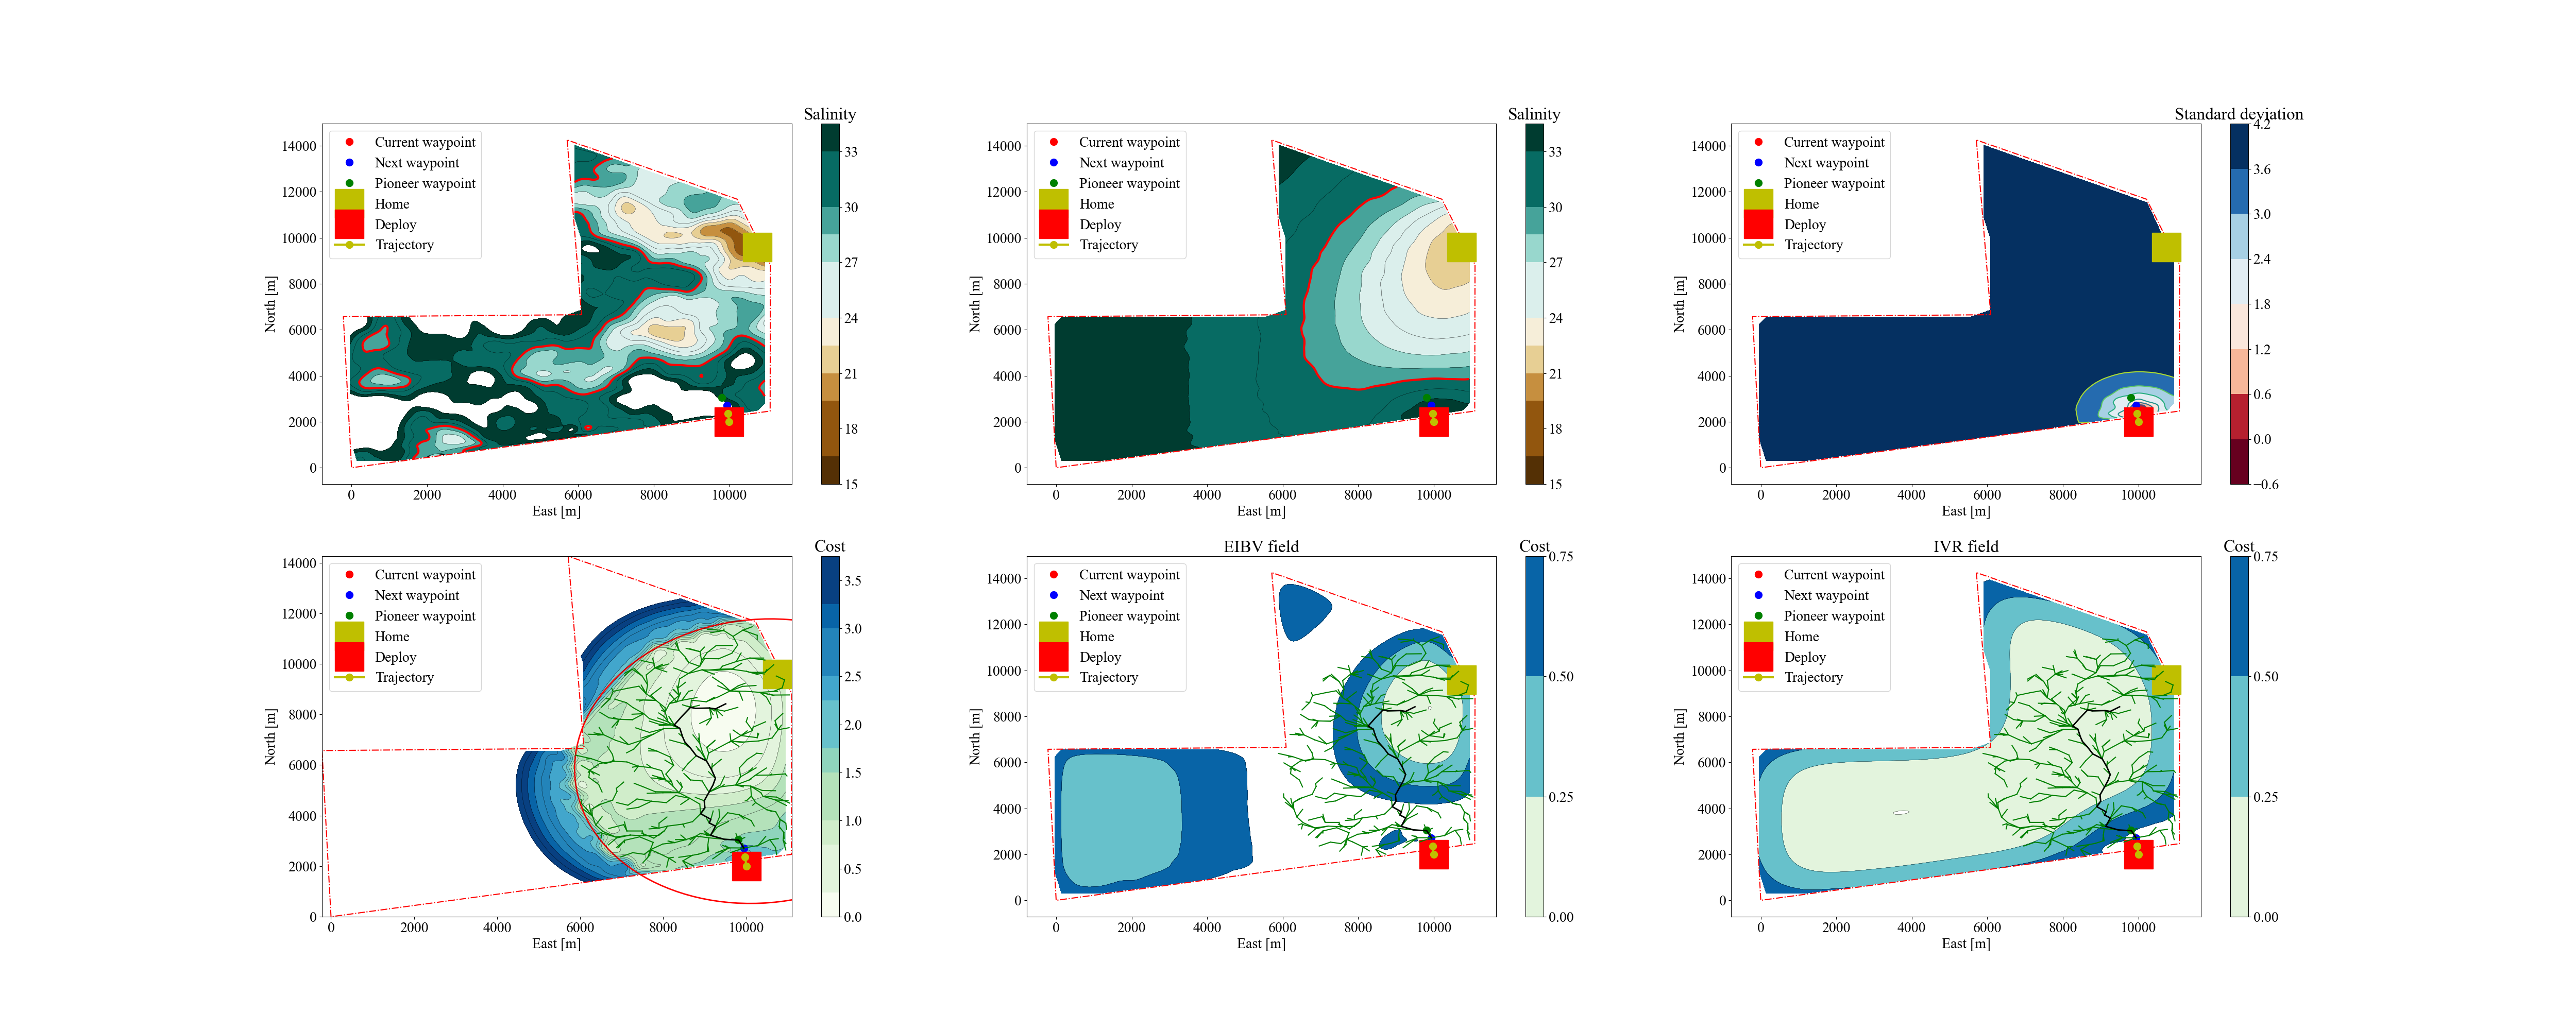 Salinity
Current waypoint
Next waypoint
Pioneer waypoint
Home
Deploy
Trajectory
14000
12000
10000
8000
6000
4000
2000
0
North [m]
0 2000 4000 6000 8000 10000
East [m]
33
30
27
24
21
18
15
Salinity
Current waypoint
Next waypoint
Pioneer waypoint
Home
Deploy
Trajectory
14000
12000
10000
8000
6000
4000
2000
0
North [m]
0 2000 4000 6000 8000 10000
East [m]
33
30
27
24
21
18
15
Standard deviation
Current waypoint
Next waypoint
Pioneer waypoint
Home
Deploy
Trajectory
14000
12000
10000
8000
6000
4000
2000
0
North [m]
0 2000 4000 6000 8000 10000
East [m]
4.2
3.6
3.0
2.4
1.8
1.2
0.6
0.0
−0.6
Cost
Current waypoint
Next waypoint
Pioneer waypoint
Home
Deploy
Trajectory
14000
12000
10000
8000
6000
4000
2000
0
North [m]
0 2000 4000 6000 8000 10000
East [m]
3.5
3.0
2.5
2.0
1.5
1.0
0.5
0.0
EIBV field
Cost
Current waypoint
Next waypoint
Pioneer waypoint
Home
Deploy
Trajectory
14000
12000
10000
8000
6000
4000
2000
0
North [m]
0 2000 4000 6000 8000 10000
East [m]
0.75
0.50
0.25
0.00
IVR field
Cost
Current waypoint
Next waypoint
Pioneer waypoint
Home
Deploy
Trajectory
14000
12000
10000
8000
6000
4000
2000
0
North [m]
0 2000 4000 6000 8000 10000
East [m]
0.75
0.50
0.25
0.00